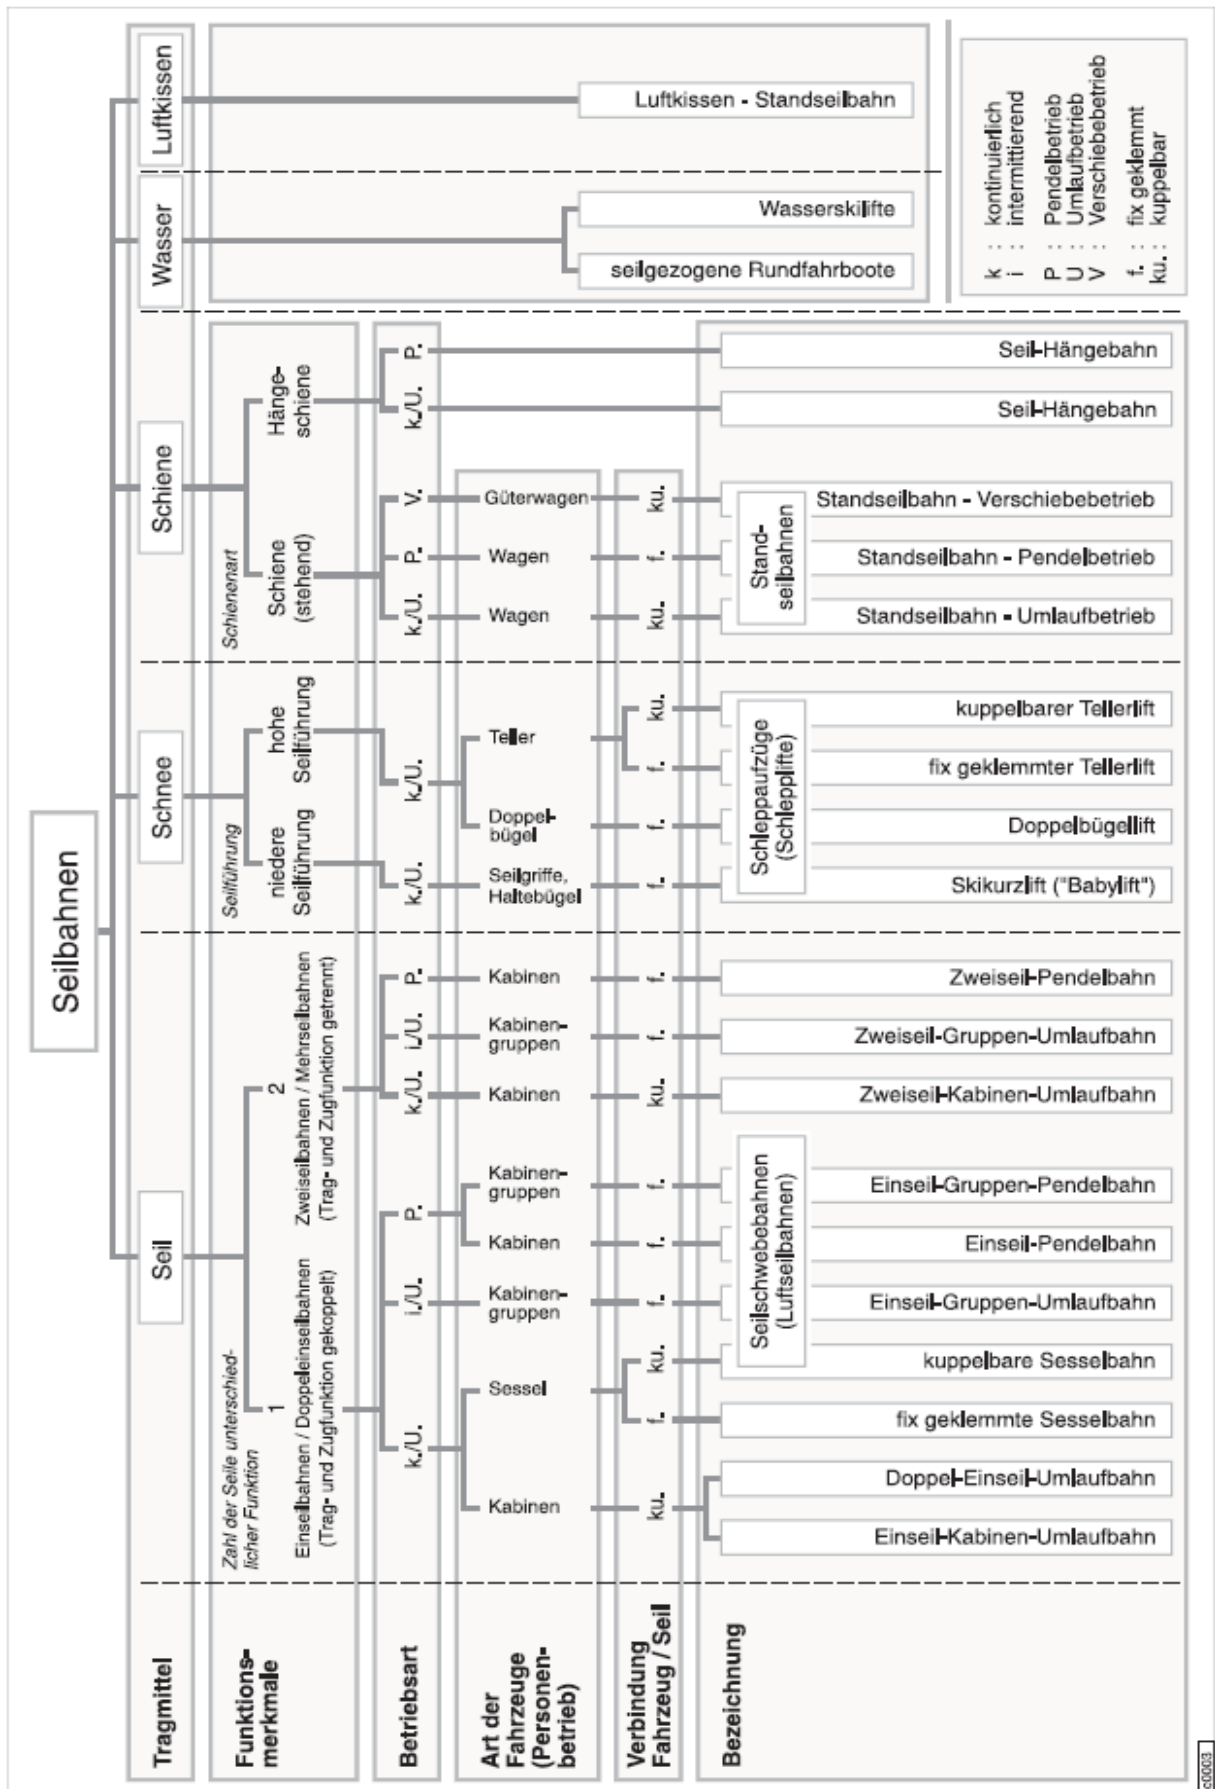 Seilbahnen
Tragmittel
Seil
Schnee
Schiene
Wasser
Luftkissen
Funktions-
merkmale
Zahl der Seile unterschied-
licher Funktion
1
Einseilbahnen / Doppeleinseilbahnen
(Trag- und Zugfunktion gekoppelt)
2
Zweiseilbahnen / Mehrseilbahnen
(Trag- und Zugfunktion getrennt)
Seilführung
niedere
Seilführung
hohe
Seilführung
Schienenart
Schiene
(stehend)
Hänge-
schiene
Betriebsart
k./U.
i./U.
P.
k./U.
i./U.
P.
k./U.
k./U.
k./U.
P.
V.
k./U.
P.
Art der
Fahrzeuge
(Personen-
betrieb)
Kabinen
Sessel
Kabinen-
gruppen
Kabinen
Kabinen-
gruppen
Kabinen
Kabinen-
gruppen
Kabinen
Seilgriffe,
Haltebügel
Doppel-
bügel
Teller
Wagen
Wagen
Güterwagen
Verbindung
Fahrzeug / Seil
ku.
f.
ku.
f.
f.
f.
ku.
f.
f.
f.
f.
f.
ku.
ku.
f.
ku.
Bezeichnung
Seilschwebebahnen
(Luftseilbahnen)
Einseil-Kabinen-Umlaufbahn
Doppel-Einseil-Umlaufbahn
fix geklemmte Sesselbahn
kuppelbare Sesselbahn
Einseil-Gruppen-Umlaufbahn
Einseil-Pendelbahn
Einseil-Gruppen-Pendelbahn
Zweiseil-Kabinen-Umlaufbahn
Zweiseil-Gruppen-Umlaufbahn
Zweiseil-Pendelbahn
Schleppaufzüge
(Schlepplifte)
Skikurzlift ("Babylift")
Doppelbügellift
fix geklemmter Tellerlift
kuppelbarer Tellerlift
Stand-
seilbahnen
Standseilbahn - Umlaufbetrieb
Standseilbahn - Pendelbetrieb
Standseilbahn - Verschiebebetrieb
Seil-Hängebahn
Seil-Hängebahn
seilgezogene Rundfahrboote
Wasserskilifte
Luftkissen - Standseilbahn
k : kontinuierlich
i : intermittierend
P : Pendelbetrieb
U : Umlaufbetrieb
V : Verschiebebetrieb
f. : fix geklemmt
ku. : kuppelbar
c0003